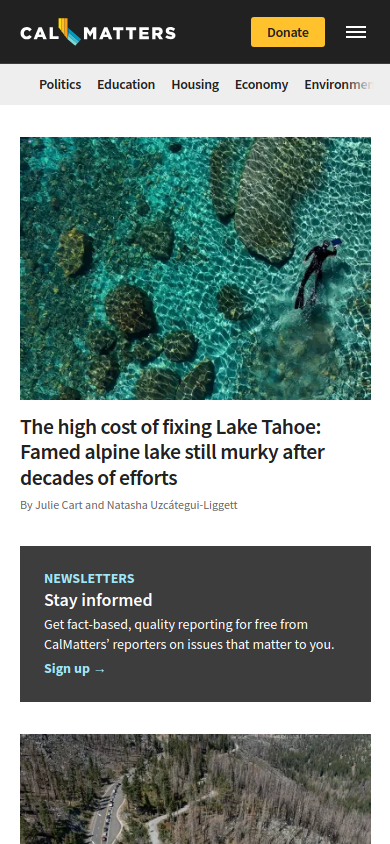 CALMATTERS
Donate
Politics Education Housing Economy Environmen
The high cost of fixing Lake Tahoe:
Famed alpine lake still murky after
decades of efforts
By Julie Cart and Natasha Uzcátegui-Liggett
NEWSLETTERS
Stay informed
Get fact-based, quality reporting for free from
CalMatters’ reporters on issues that matter to you.
Sign up →